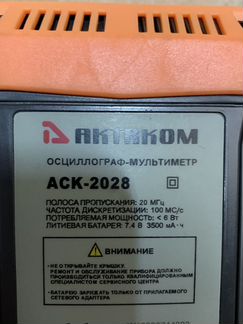 АКТАКОМ
ОСЦИЛЛОГРАФ-МУЛЬТИМЕТР
АСК-2028
ПОЛОСА ПРОПУСКАНИЯ: 20 МГц
ЧАСТОТА ДИСКРЕТИЗАЦИИ: 100 МС/с
ПОТРЕБЛЯЕМАЯ МОЩНОСТЬ: < 6 Вт
ЛИТИЕВАЯ БАТАРЕЯ: 7.4 В 3500 мА·ч
ВНИМАНИЕ
•НЕ ОТКРЫВАЙТЕ КРЫШКУ.
РЕМОНТ И ОБСЛУЖИВАНИЕ ПРИБОРА ДОЛЖНО
ПРОИЗВОДИТЬСЯ ТОЛЬКО КВАЛИФИЦИРОВАННЫМ
СПЕЦИАЛИСТОМ СЕРВИСНОГО ЦЕНТРА
•БАТАРЕЮ ЗАРЯЖАТЬ ТОЛЬКО ОТ ПРИЛАГАЕМОГО
СЕТЕВОГО АДАПТЕРА